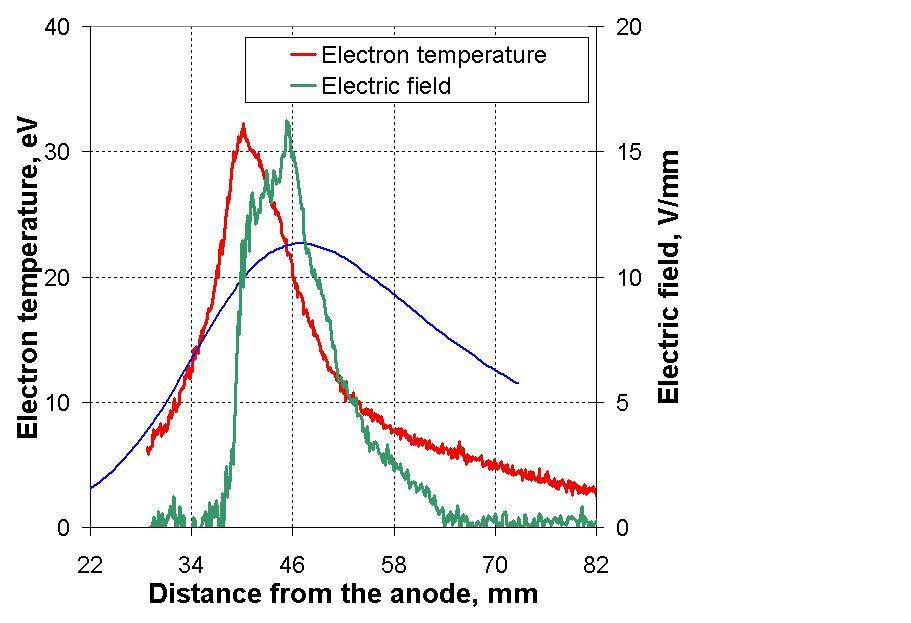 40
30
20
10
0
Electron temperature, eV
Electron temperature
Electric field
20
15
10
5
0
Electric field, V/mm
22 34 46 58 70 82
Distance from the anode, mm